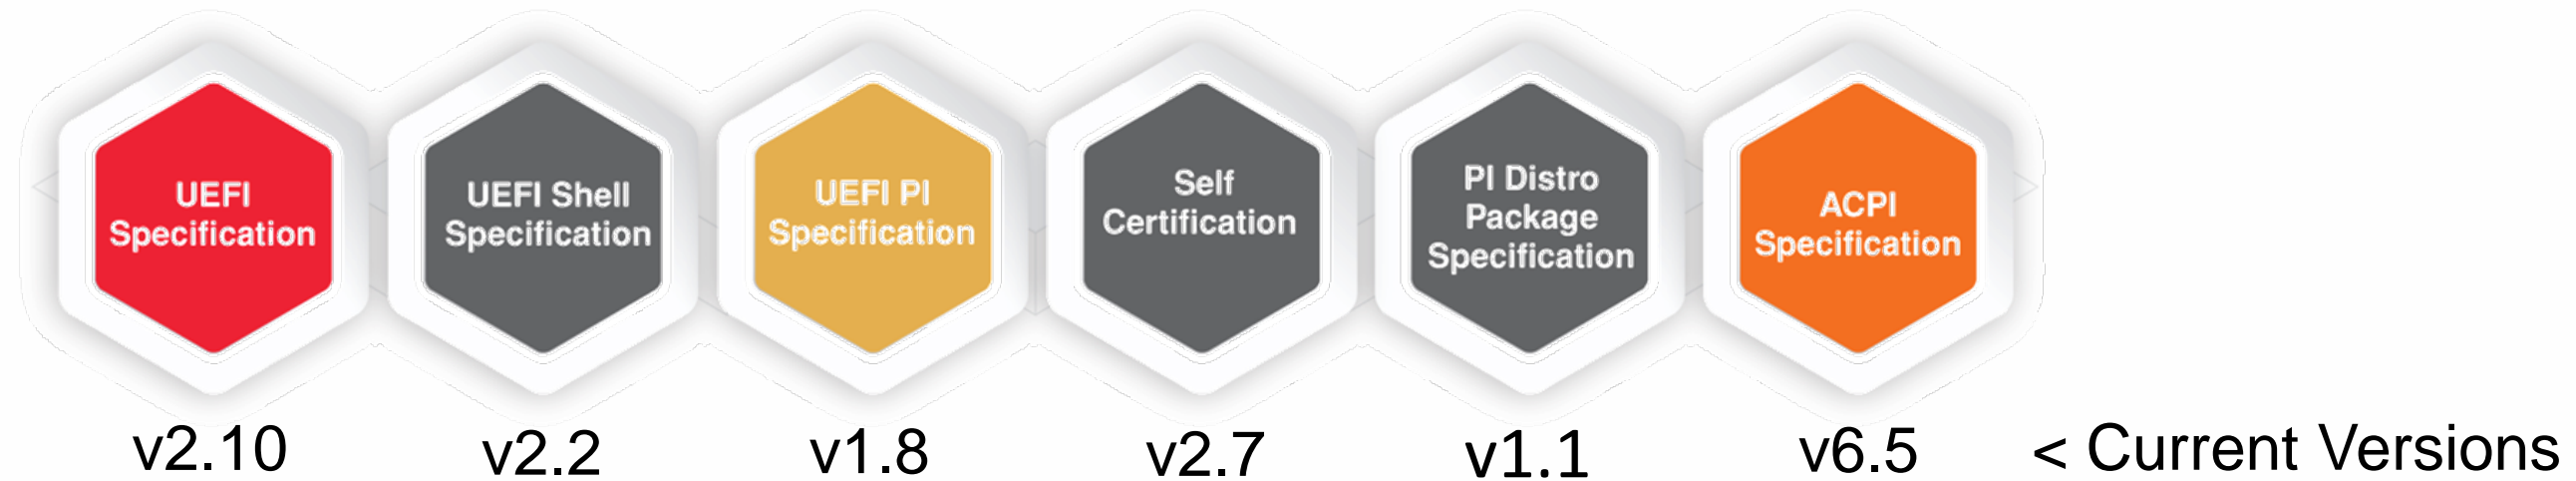 UEFI
Specification
UEFI Shell
Specification
UEFI PI
Specification
Self
Certification
PI Distro
Package
Specification
ACPI
Specification
v2.10
v2.2
v1.8
v2.7
v1.1
v6.5
< Current Versions